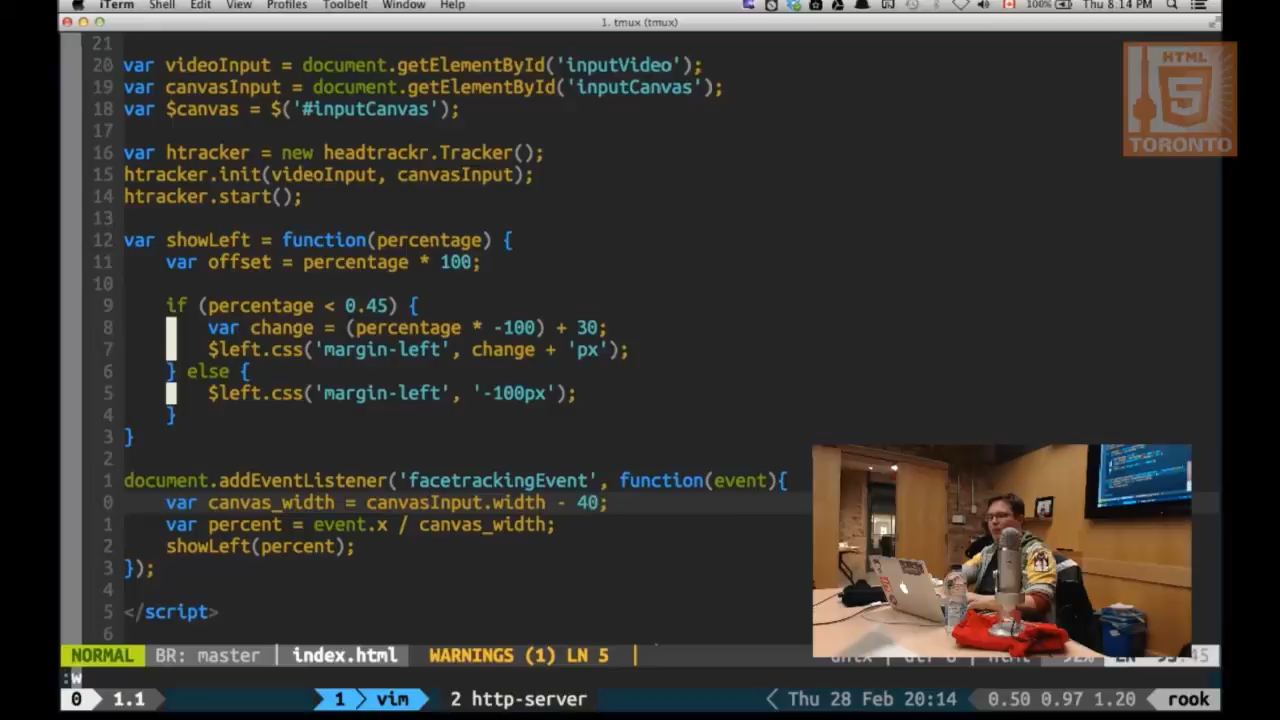 iTerm Shell Edit View Profiles Toolbelt Window Help 100% Thu 8:14 PM
1. tmux (tmux)
21
20 var videoInput = document.getElementById('inputVideo');
19 var canvasInput = document.getElementById('inputCanvas');
18 var $canvas = $('#inputCanvas');
17
16 var htracker = new headtrackr.Tracker();
15 htracker.init(videoInput, canvasInput);
14 htracker.start();
13
12 var showLeft = function(percentage) {
11 var offset = percentage * 100;
10
9 if (percentage < 0.45) {
8 var change = (percentage * -100) + 30;
7 $left.css('margin-left', change + 'px');
6 } else {
5 $left.css('margin-left', '-100px');
4 }
3 }
2
1 document.addEventListener('facetrackingEvent', function(event){
0 var canvas_width = canvasInput.width - 40;
1 var percent = event.x / canvas_width;
2 showLeft(percent);
3 });
4
5 </script>
6
NORMAL BR: master | index.html WARNINGS (1) LN 5
:w
0 1.1 1 vim 2 http-server Thu 28 Feb 20:14 0.50 0.97 1.20 rook
HTML
5
TORONTO